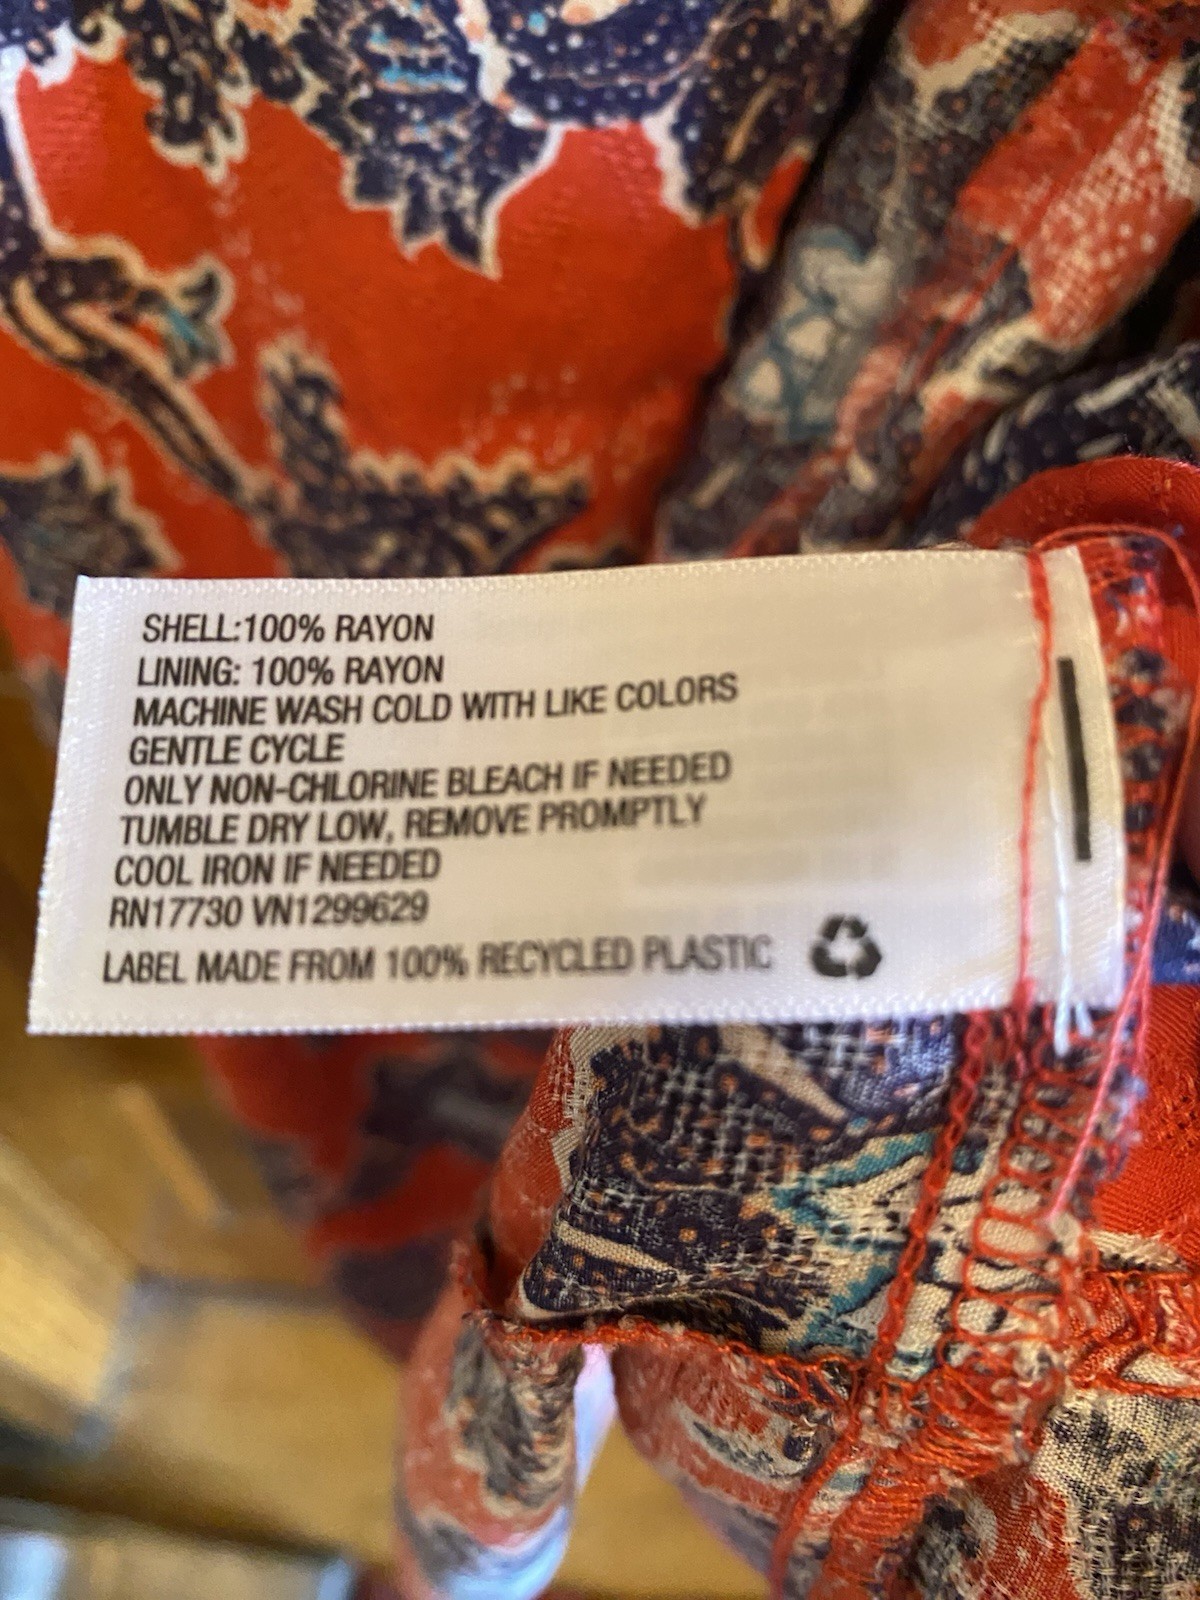 SHELL:100% RAYON
LINING: 100% RAYON
MACHINE WASH COLD WITH LIKE COLORS
GENTLE CYCLE
ONLY NON-CHLORINE BLEACH IF NEEDED
TUMBLE DRY LOW, REMOVE PROMPTLY
COOL IRON IF NEEDED
RN17730 VN1299629
LABEL MADE FROM 100% RECYCLED PLASTIC